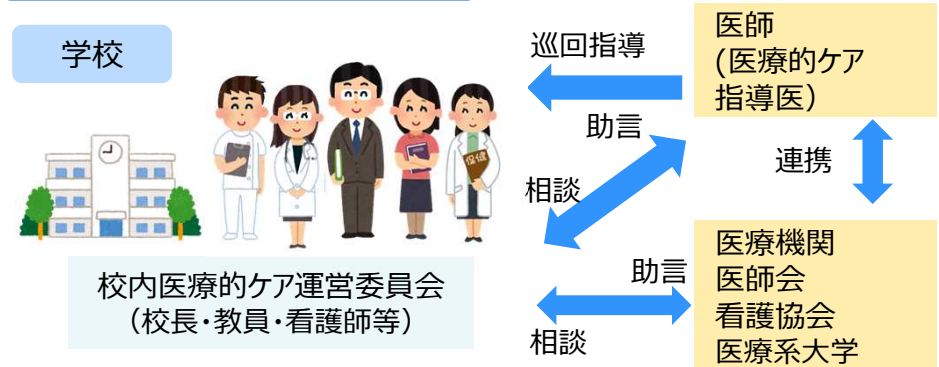 学校
巡回指導
医師
(医療的ケア
指導医）
助言
相談
連携
保健
校内医療的ケア運営委員会
（校長・教員・看護師等）
助言
相談
医療機関
医師会
看護協会
医療系大学